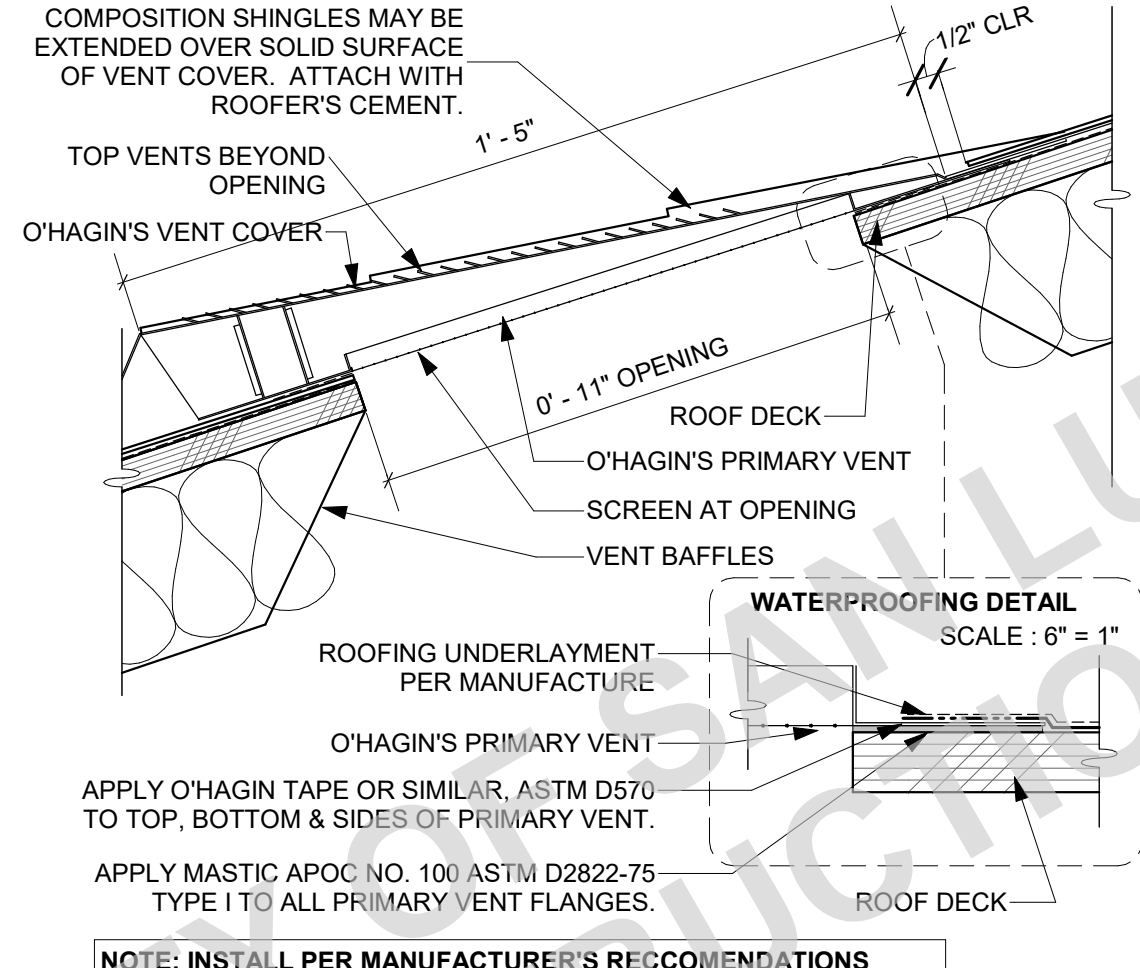 COMPOSITION SHINGLES MAY BE
EXTENDED OVER SOLID SURFACE
OF VENT COVER. ATTACH WITH
ROOFER'S CEMENT.
1/2" CLR
1' - 5"
TOP VENTS BEYOND
OPENING
O'HAGIN'S VENT COVER
0' - 11" OPENING
ROOF DECK
O'HAGIN'S PRIMARY VENT
SCREEN AT OPENING
VENT BAFFLES
WATERPROOFING DETAIL
SCALE : 6" = 1"
ROOFING UNDERLAYMENT
PER MANUFACTURE
O'HAGIN'S PRIMARY VENT
APPLY O'HAGIN TAPE OR SIMILAR, ASTM D570
TO TOP, BOTTOM & SIDES OF PRIMARY VENT.
APPLY MASTIC APOC NO. 100 ASTM D2822-75
TYPE I TO ALL PRIMARY VENT FLANGES.
ROOF DECK
NOTE: INSTALL PER MANUFACTURER'S RECCOMENDATIONS
OF SAN